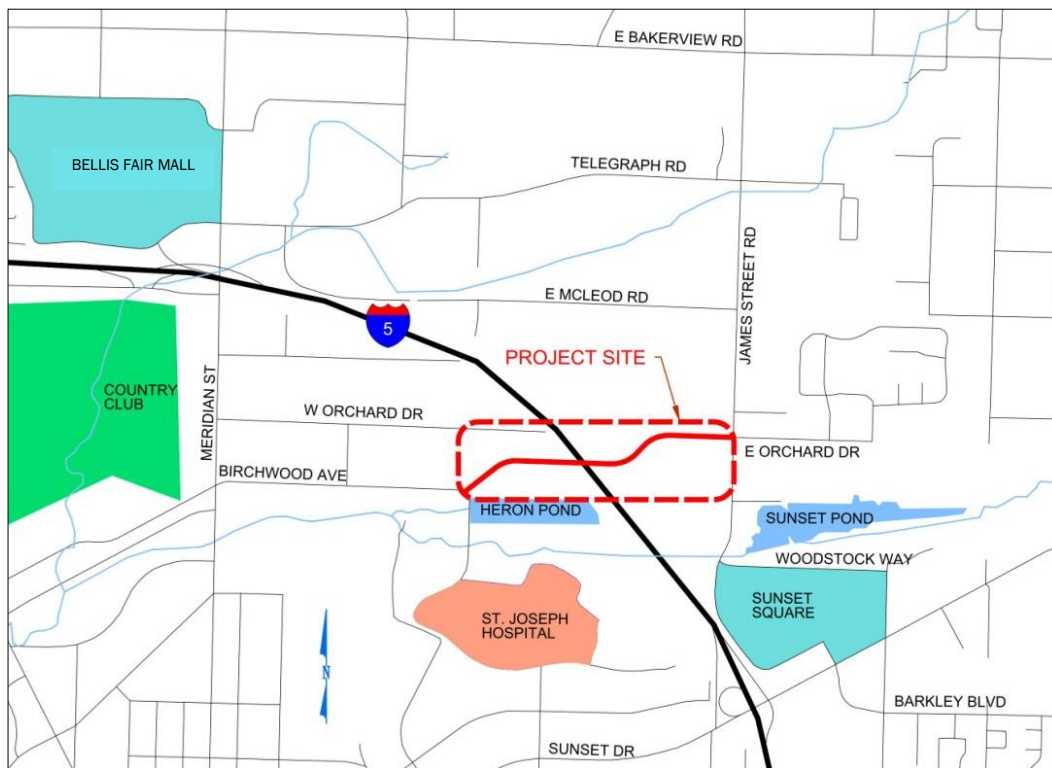 E BAKERVIEW RD
BELLIS FAIR MALL
TELEGRAPH RD
JAMES STREET RD
E MCLEOD RD
5
PROJECT SITE
COUNTRY
CLUB
MERIDIAN ST
W ORCHARD DR
E ORCHARD DR
BIRCHWOOD AVE
HERON POND
SUNSET POND
WOODSTOCK WAY
SUNSET
SQUARE
ST. JOSEPH
HOSPITAL
N
BARKLEY BLVD
SUNSET DR